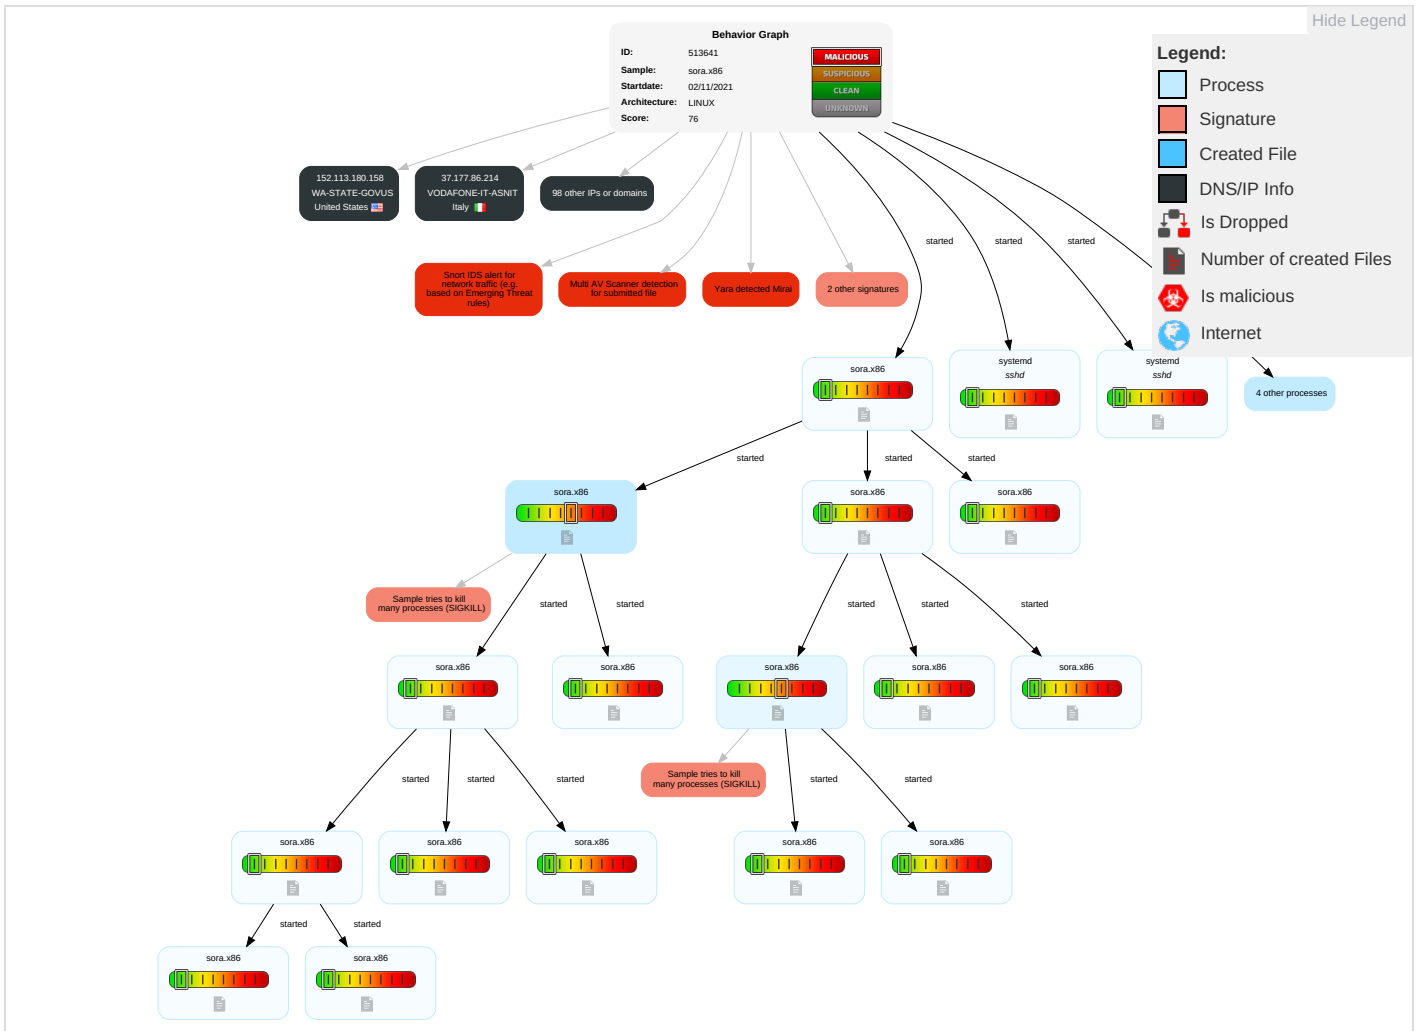 Hide Legend
Behavior Graph
ID: 513641
Sample: sora.x86
Startdate: 02/11/2021
Architecture: LINUX
Score: 76
MALICIOUS
SUSPICIOUS
CLEAN
UNKNOWN
Legend:
Process
Signature
Created File
DNS/IP Info
Is Dropped
Number of created Files
Is malicious
Internet
152.113.180.158
WA-STATE-GOVUS
United States
37.177.86.214
VODAFONE-IT-ASNIT
Italy
98 other IPs or domains
started
started
started
Snort IDS alert for
network traffic (e.g.
based on Emerging Threat
rules)
Multi AV Scanner detection
for submitted file
Yara detected Mirai
2 other signatures
sora.x86
systemd
sshd
systemd
sshd
4 other processes
started
started
started
sora.x86
sora.x86
sora.x86
Sample tries to kill
many processes (SIGKILL)
started
started
started
started
started
sora.x86
sora.x86
sora.x86
sora.x86
sora.x86
Sample tries to kill
many processes (SIGKILL)
started
started
started
started
started
sora.x86
sora.x86
sora.x86
sora.x86
sora.x86
started
started
sora.x86
sora.x86